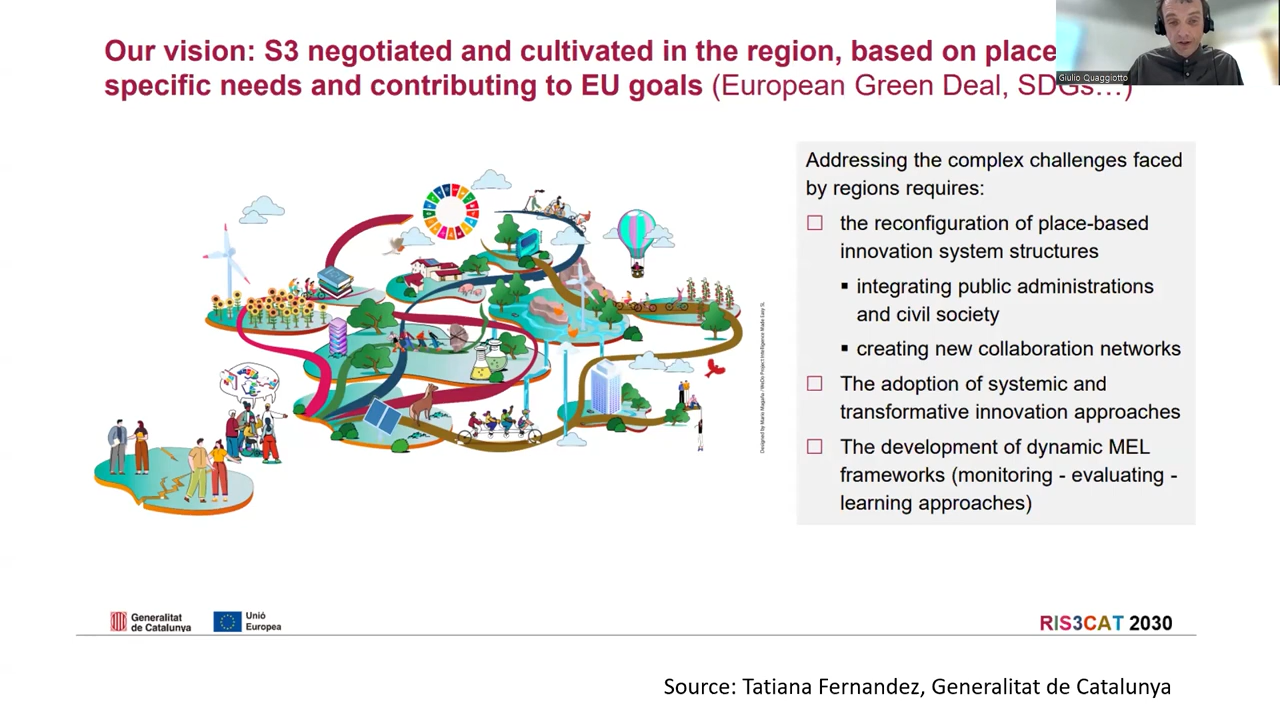 Our vision: S3 negotiated and cultivated in the region, based on place
specific needs and contributing to EU goals (European Green Deal, SDGs…)
Giulio Quaggiotto
Addressing the complex challenges faced
by regions requires:
the reconfiguration of place-based
innovation system structures
integrating public administrations
and civil society
creating new collaboration networks
The adoption of systemic and
transformative innovation approaches
The development of dynamic MEL
frameworks (monitoring - evaluating -
learning approaches)
Generalitat
de Catalunya
Unió
Europea
RIS3CAT 2030
Source: Tatiana Fernandez, Generalitat de Catalunya